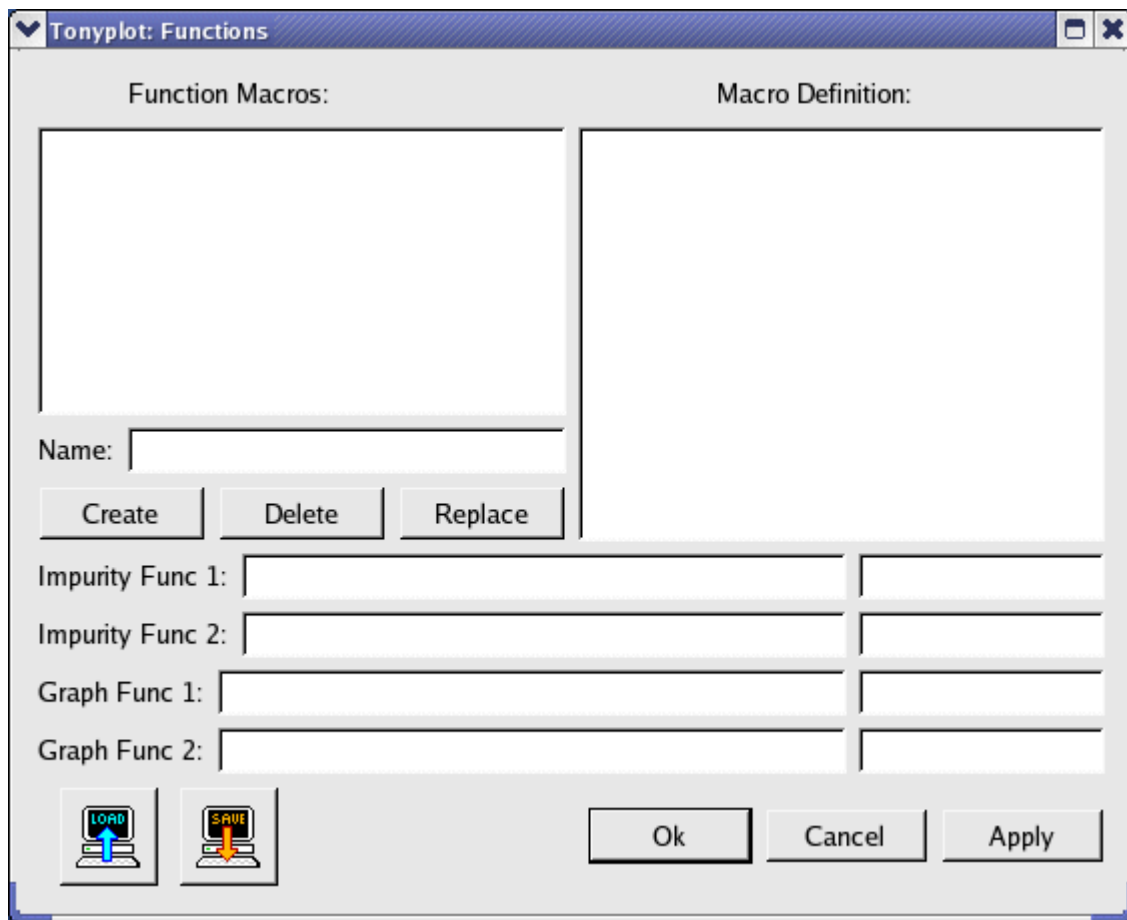 Tonyplot: Functions
Function Macros:
Macro Definition:
Name:
Create Delete Replace
Impurity Func 1:
Impurity Func 2:
Graph Func 1:
Graph Func 2:
LOAD SAVE
Ok Cancel Apply